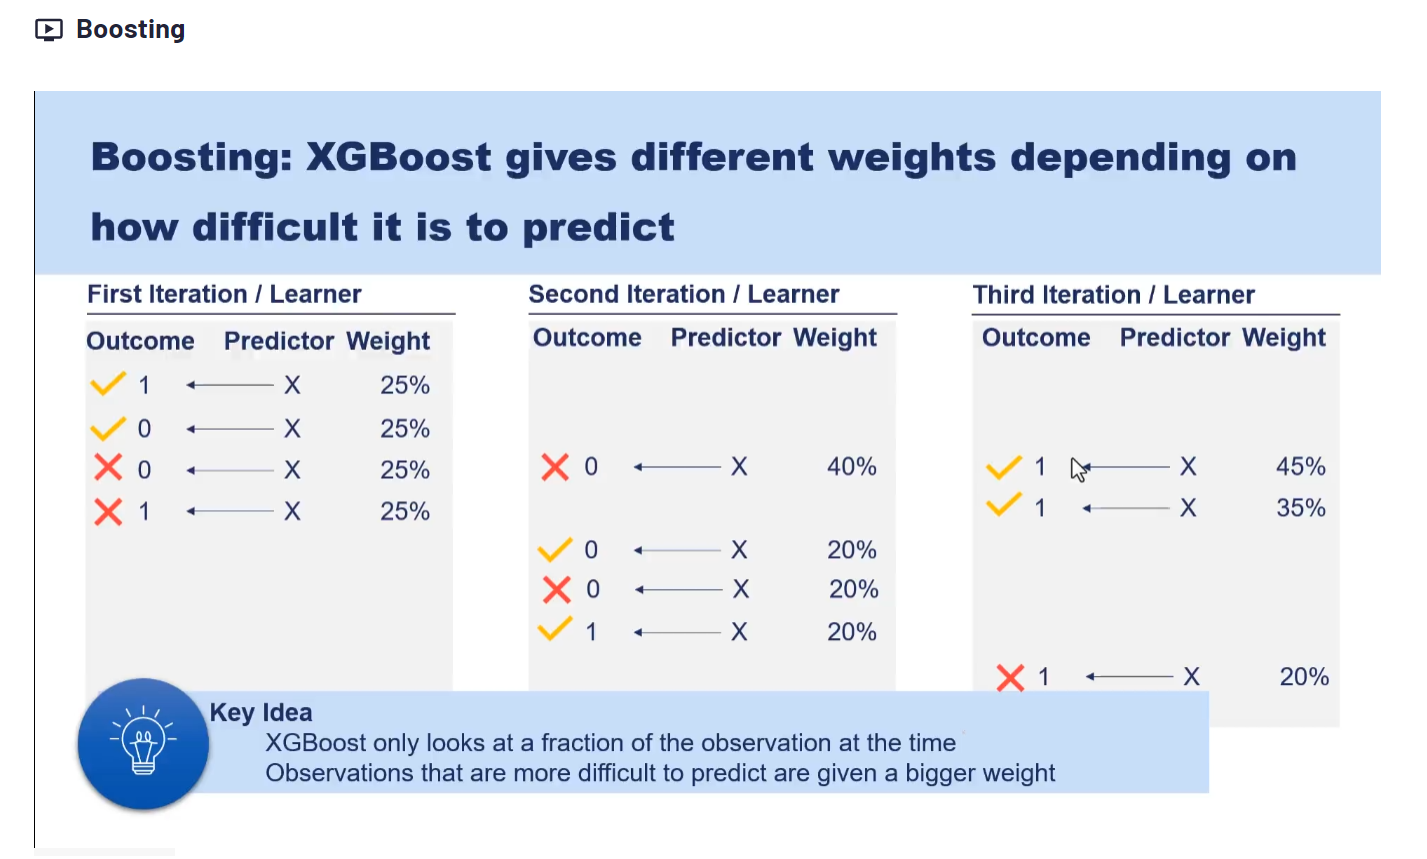 Boosting
Boosting: XGBoost gives different weights depending on
how difficult it is to predict
First Iteration / Learner
Outcome Predictor Weight
1 X 25%
0 X 25%
0 X 25%
1 X 25%
Second Iteration / Learner
Outcome Predictor Weight
0 X 40%
0 X 20%
0 X 20%
1 X 20%
Third Iteration / Learner
Outcome Predictor Weight
1 X 45%
1 X 35%
1 X 20%
Key Idea
XGBoost only looks at a fraction of the observation at the time
Observations that are more difficult to predict are given a bigger weight